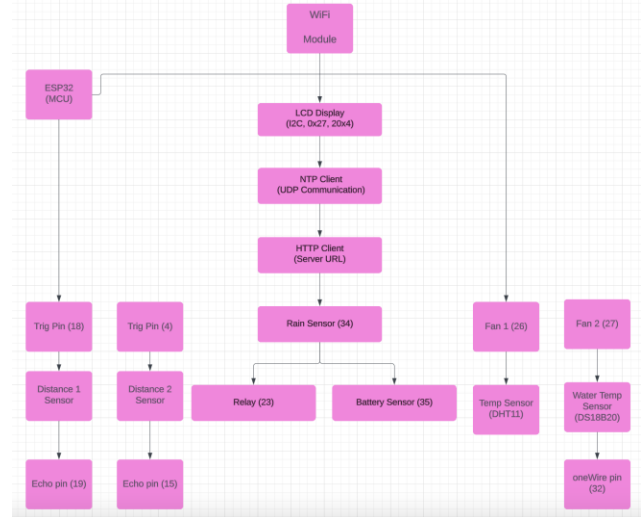 WiFi
Module
ESP32
(MCU)
LCD Display
(I2C, 0x27, 20x4)
NTP Client
(UDP Communication)
HTTP Client
(Server URL)
Trig Pin (18)
Trig Pin (4)
Rain Sensor (34)
Fan 1 (26)
Fan 2 (27)
Distance 1
Sensor
Distance 2
Sensor
Relay (23)
Battery Sensor (35)
Temp Sensor
(DHT11)
Water Temp
Sensor
(DS18B20)
Echo pin (19)
Echo pin (15)
oneWire pin
(32)